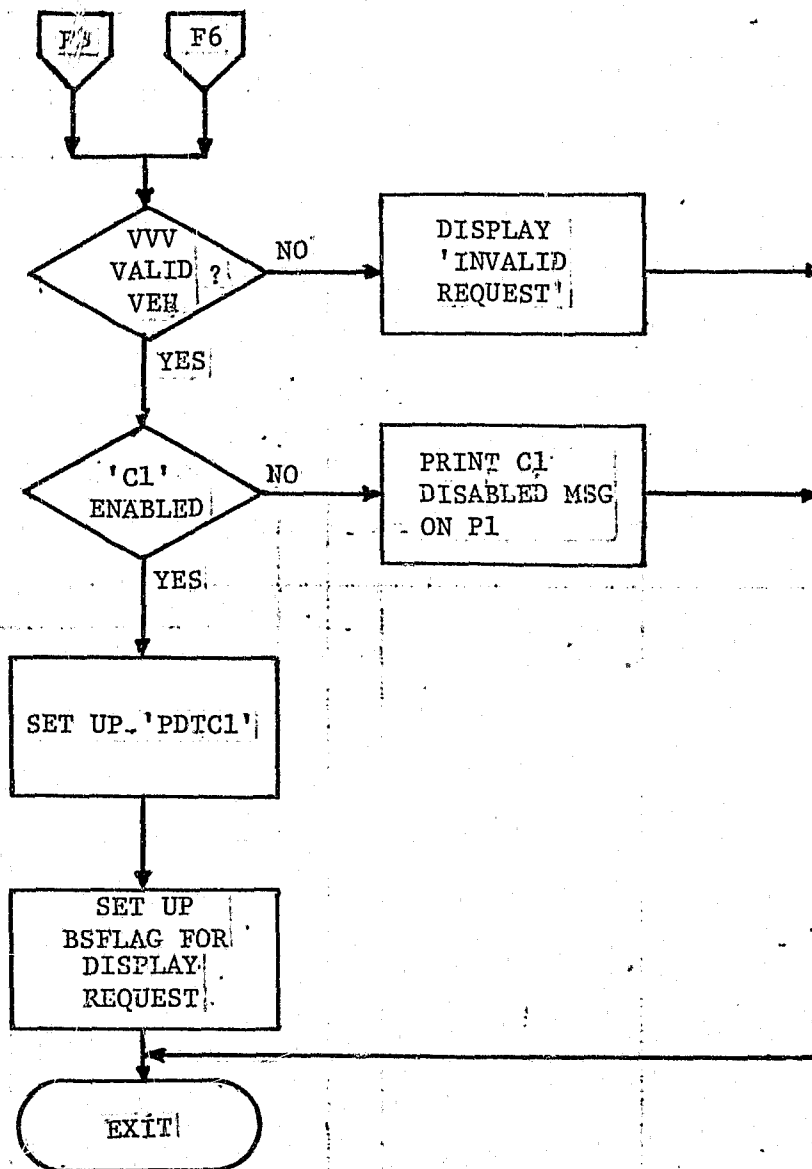 F6
VVV
VALID ?
VEH
NO
DISPLAY
'INVALID
REQUEST'
YES
'C1'
ENABLED
NO
PRINT C1
DISABLED MSG
ON P1
YES
SET UP 'PDTC1'
SET UP
BSFLAG FOR
DISPLAY
REQUEST
EXIT